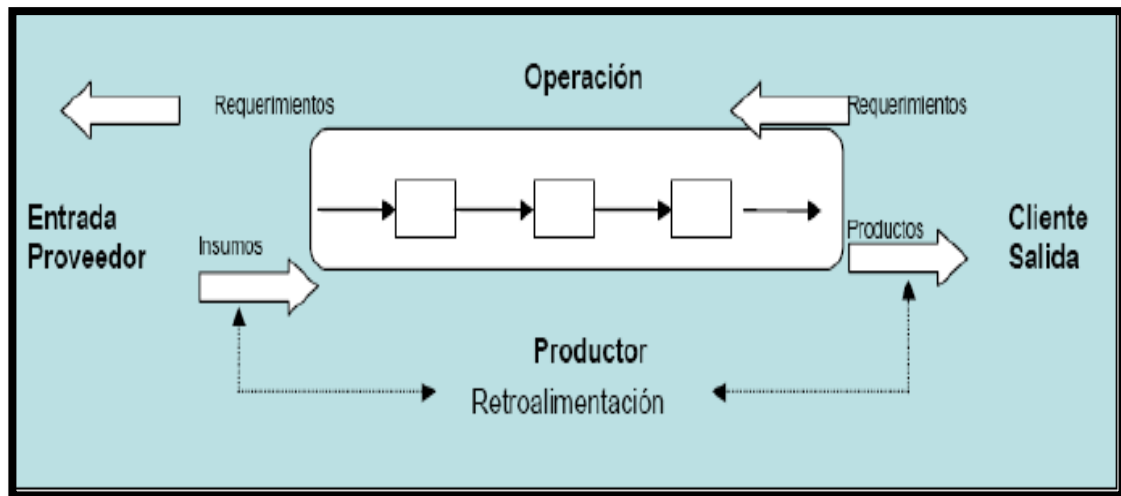 Operación
Requerimientos
Requerimientos
Entrada
Proveedor
Insumos
Productos
Cliente
Salida
Productor
Retroalimentación